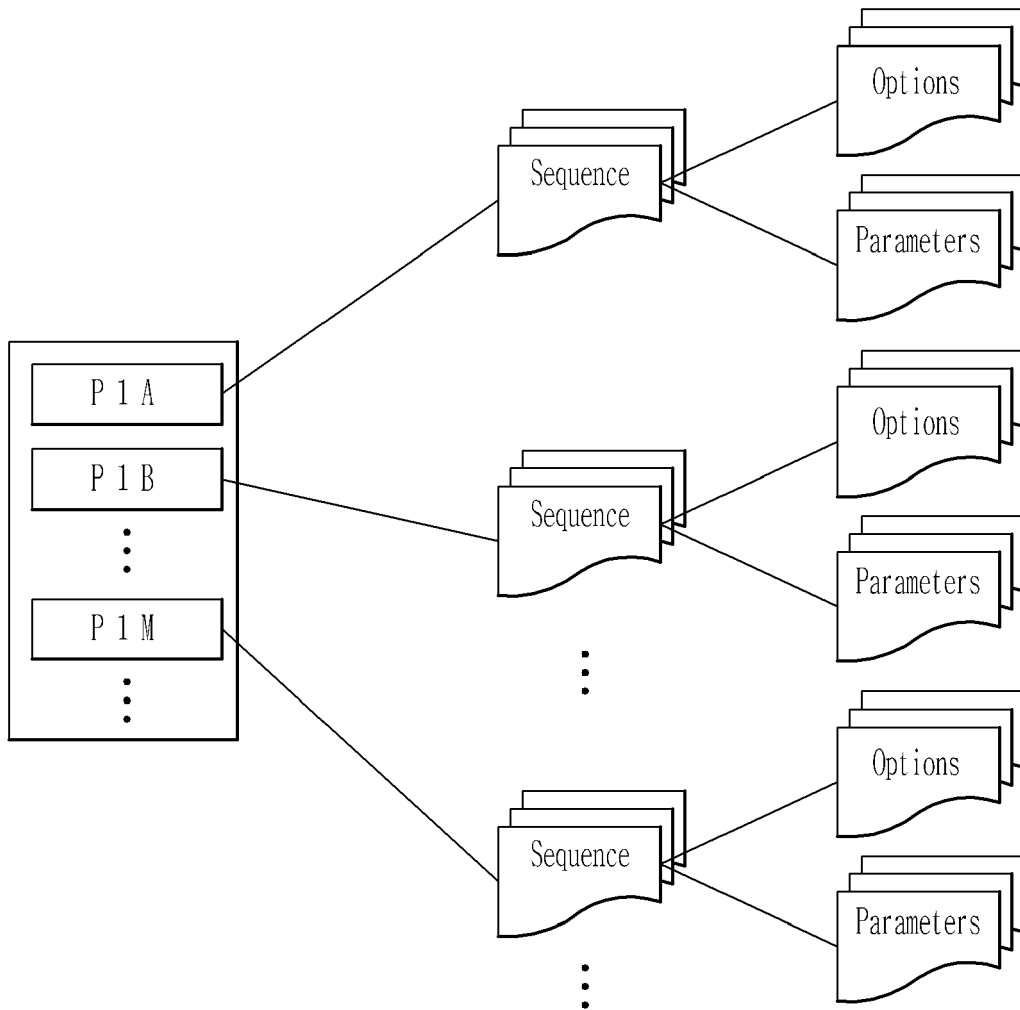 P 1 A
P 1 B
P 1 M
Sequence
Options
Parameters
Sequence
Options
Parameters
Sequence
Options
Parameters